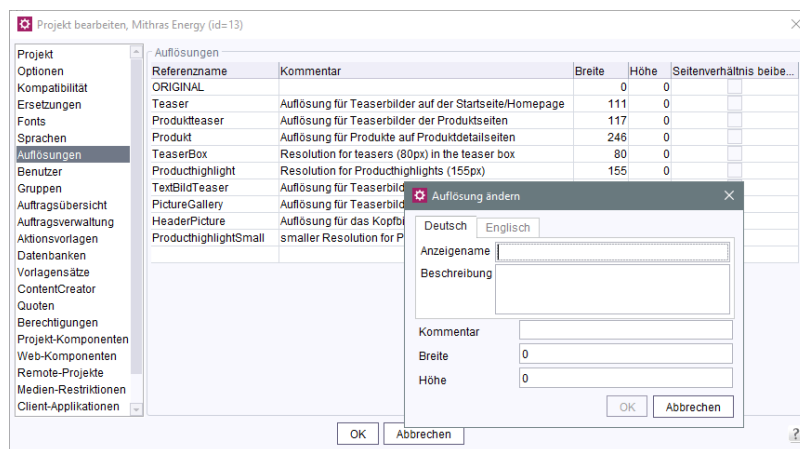 Projekt bearbeiten, Mithras Energy (id=13)
Projekt
Optionen
Kompatibilität
Ersetzungen
Fonts
Sprachen
Auflösungen
Benutzer
Gruppen
Auftragsübersicht
Auftragsverwaltung
Aktionsvorlagen
Datenbanken
Vorlagensätze
ContentCreator
Quoten
Berechtigungen
Projekt-Komponenten
Web-Komponenten
Remote-Projekte
Medien-Restriktionen
Client-Applikationen
Auflösungen
Referenzname Kommentar Breite Höhe Seitenverhältnis beibe...
ORIGINAL 0 0
Teaser Auflösung für Teaserbilder auf der Startseite/Homepage 111 0
Produktteaser Auflösung für Teaserbilder der Produktseiten 117 0
Produkt Auflösung für Produkte auf Produktdetailseiten 246 0
TeaserBox Resolution for teasers (80px) in the teaser box 80 0
Producthighlight Resolution for Producthighlights (155px) 155 0
TextBildTeaser Auflösung für Teaserbild
PictureGallery Auflösung für Teaserbild
HeaderPicture Auflösung für das Kopfbi
ProducthighlightSmall smaller Resolution for P
Auflösung ändern
Deutsch Englisch
Anzeigename
Beschreibung
Kommentar
Breite 0
Höhe 0
OK Abbrechen
OK Abbrechen
?